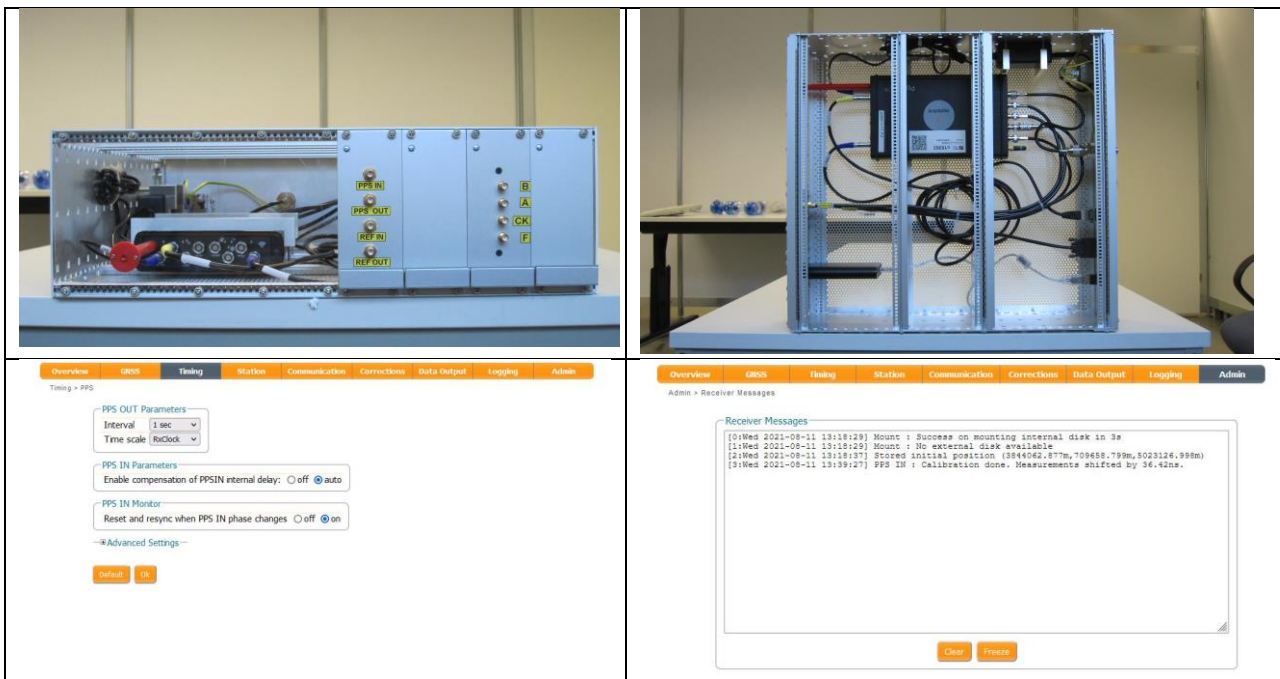 PPS IN
PPS OUT
REF IN
REF OUT
B
A
CK
F
Overview GNSS Timing Station Communication Corrections Data Output Logging Admin
Timing > PPS
PPS OUT Parameters
Interval 1 sec
Time scale RxClock
PPS IN Parameters
Enable compensation of PPSIN internal delay: off auto
PPS IN Monitor
Reset and resync when PPS IN phase changes off on
Advanced Settings
Default Ok
Overview GNSS Timing Station Communication Corrections Data Output Logging Admin
Admin > Receiver Messages
Receiver Messages
[0:Wed 2021-08-11 13:18:29] Mount : Success on mounting internal disk in 3s
[1:Wed 2021-08-11 13:18:29] Mount : No external disk available
[2:Wed 2021-08-11 13:18:37] Stored initial position (3844062.877m,709658.799m,5023126.998m)
[3:Wed 2021-08-11 13:39:27] PPS IN : Calibration done. Measurements shifted by 36.42ns.
Clear Freeze